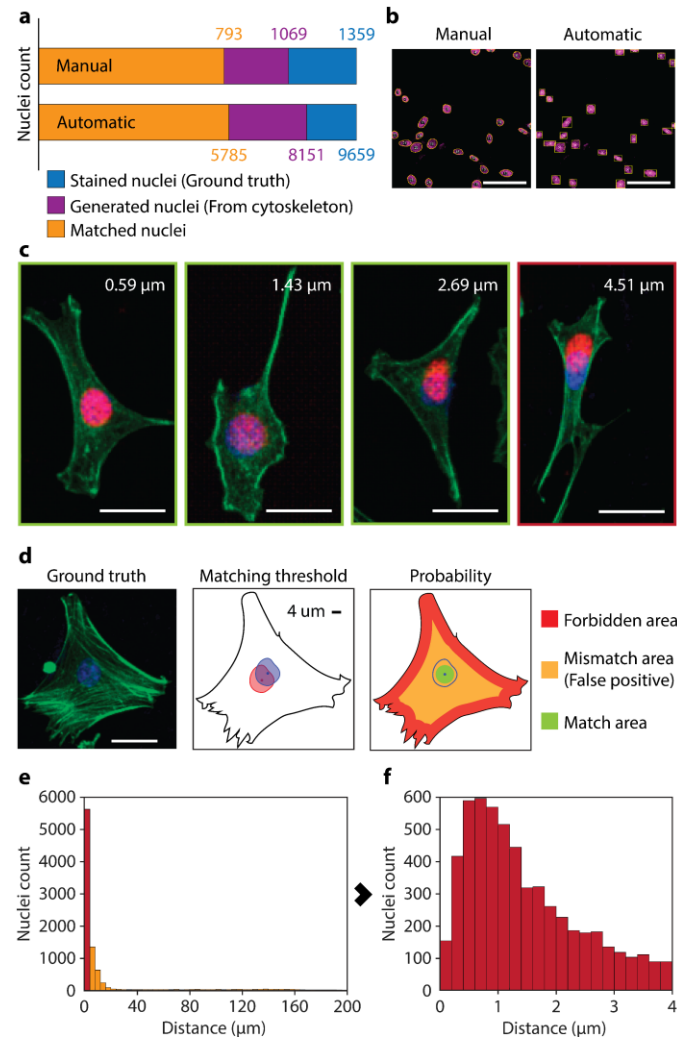 a
793 1069 1359
Nuclei count
Manual
Automatic
5785 8151 9659
Stained nuclei (Ground truth)
Generated nuclei (From cytoskeleton)
Matched nuclei
b
Manual Automatic
c
0.59 µm 1.43 µm 2.69 µm 4.51 µm
d
Ground truth Matching threshold Probability
4 um
Forbidden area
Mismatch area
(False positive)
Match area
e
Nuclei count
6000
5000
4000
3000
2000
1000
0
0 40 80 120 160 200
Distance (µm)
f
Nuclei count
600
500
400
300
200
100
0
0 1 2 3 4
Distance (µm)